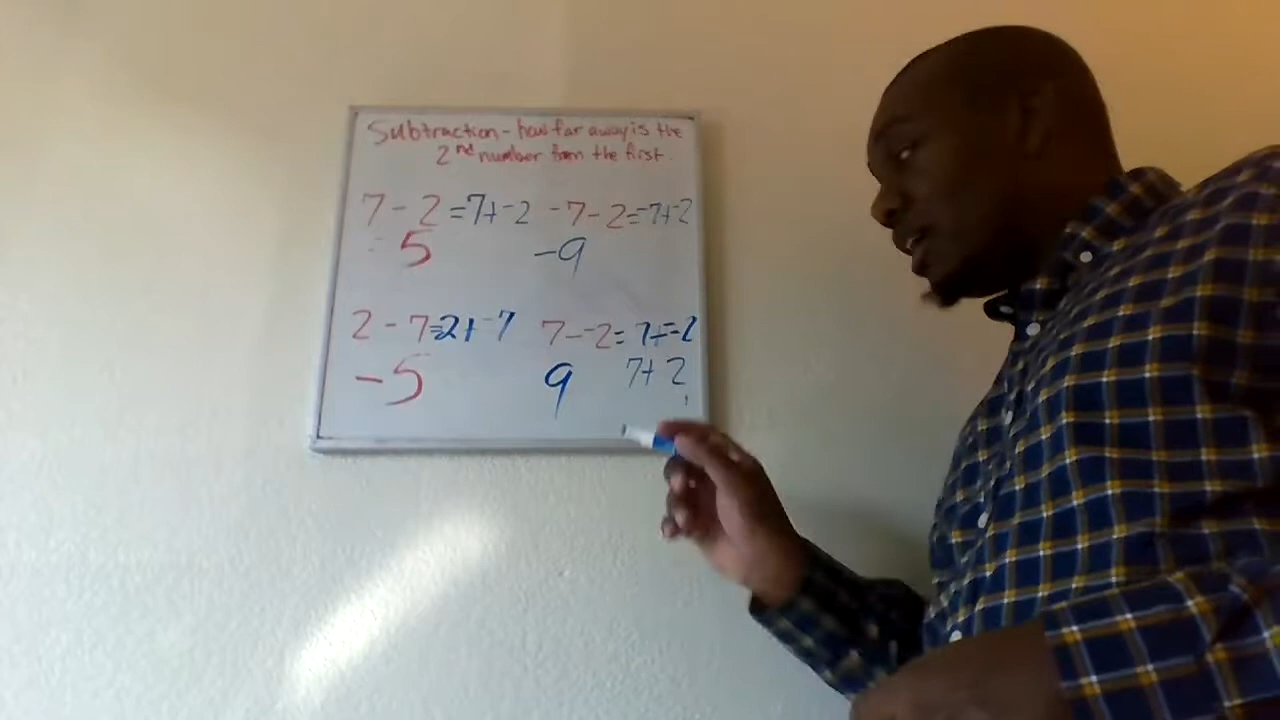 Subtraction - how far away is the
2nd number from the first.
7 - 2 = 7 + -2
= 5
-7 - 2 = -7 + -2
-9
2 - 7 = 2 + -7
-5
7 - -2 = 7 + - -2
7 + 2
9